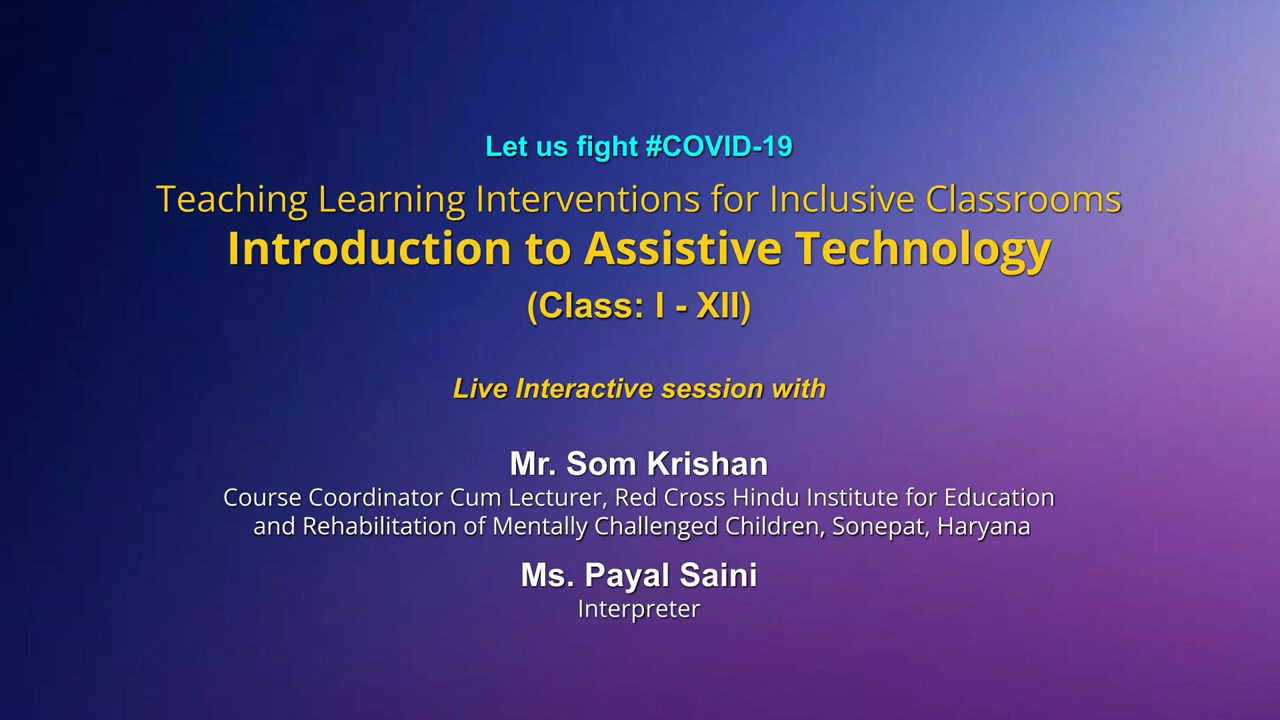 Let us fight #COVID-19
Teaching Learning Interventions for Inclusive Classrooms
Introduction to Assistive Technology
(Class: I - XII)
Live Interactive session with
Mr. Som Krishan
Course Coordinator Cum Lecturer, Red Cross Hindu Institute for Education
and Rehabilitation of Mentally Challenged Children, Sonepat, Haryana
Ms. Payal Saini
Interpreter